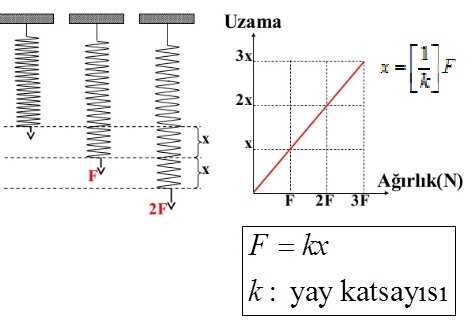 x
x
F
2F
Uzama
3x
2x
x
F 2F 3F
Ağırlık(N)
x = [1/k] F
F = kx
k : yay katsayısı